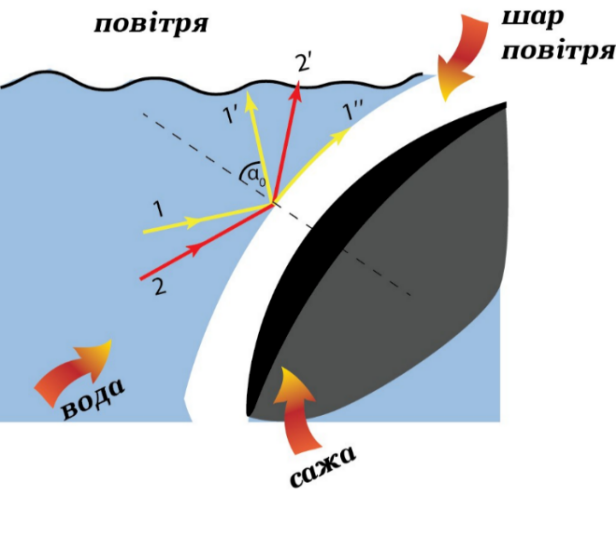 повітря
шар
повітря
2'
1'
1''
α₀
1
2
вода
сажа